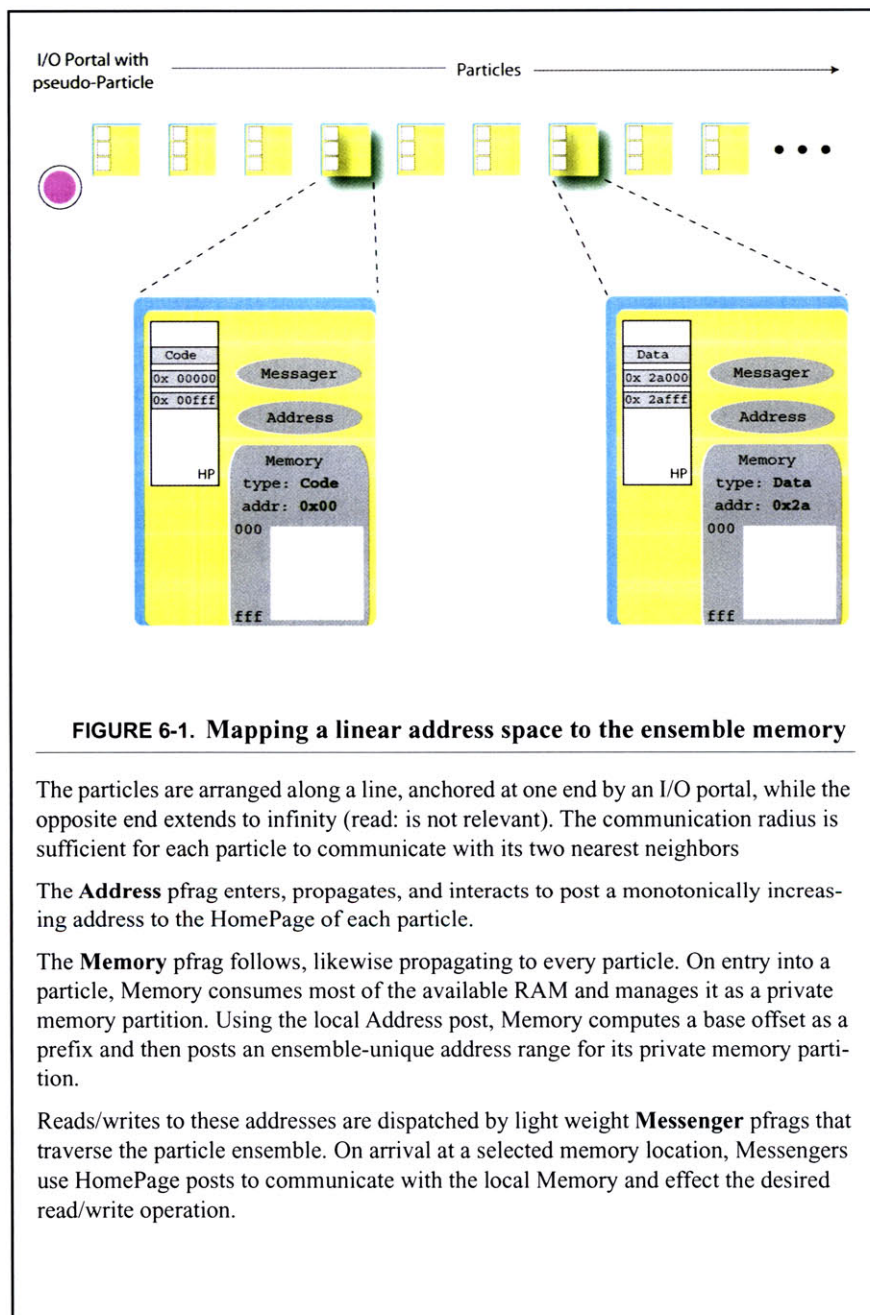 I/O Portal with
pseudo-Particle
Particles
Code
0x 00000
0x 00fff
HP
Messager
Address
Memory
type: Code
addr: 0x00
000
fff
Data
0x 2a000
0x 2afff
HP
Messager
Address
Memory
type: Data
addr: 0x2a
000
fff
FIGURE 6-1. Mapping a linear address space to the ensemble memory
The particles are arranged along a line, anchored at one end by an I/O portal, while the
opposite end extends to infinity (read: is not relevant). The communication radius is
sufficient for each particle to communicate with its two nearest neighbors
The Address pfrag enters, propagates, and interacts to post a monotonically increas-
ing address to the HomePage of each particle.
The Memory pfrag follows, likewise propagating to every particle. On entry into a
particle, Memory consumes most of the available RAM and manages it as a private
memory partition. Using the local Address post, Memory computes a base offset as a
prefix and then posts an ensemble-unique address range for its private memory parti-
tion.
Reads/writes to these addresses are dispatched by light weight Messenger pfrags that
traverse the particle ensemble. On arrival at a selected memory location, Messengers
use HomePage posts to communicate with the local Memory and effect the desired
read/write operation.